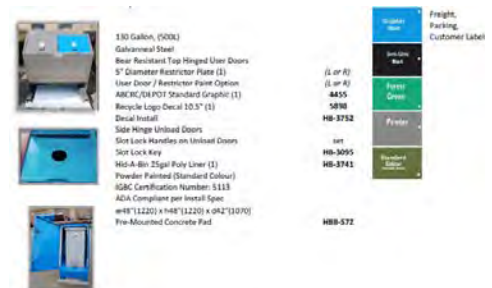 130 Gallon, (500L)
Galvanneal Steel
Bear Resistant Top Hinged User Doors
5" Diameter Restrictor Plate (1) (L or R)
User Door / Restrictor Paint Option (L or R)
ABCRC/DEPOT Standard Graphic (1) 4455
Recycle Logo Decal 10.5" (1) 5898
Decal Install HB-3752
Side Hinge Unload Doors
Slot Lock Handles on Unload Doors set
Slot Lock Key HB-3095
Hid-A-Bin 25gal Poly Liner (1) HB-3741
Powder Painted (Standard Colour)
IGBC Certification Number: 5113
ADA Compliant per Install Spec
w48"(1220) x h48"(1220) x d42"(1070)
Pre-Mounted Concrete Pad HBB-572
Blue
Black
Forest
Green
Pewter
Standard
Colour
Freight,
Parking,
Customer Label